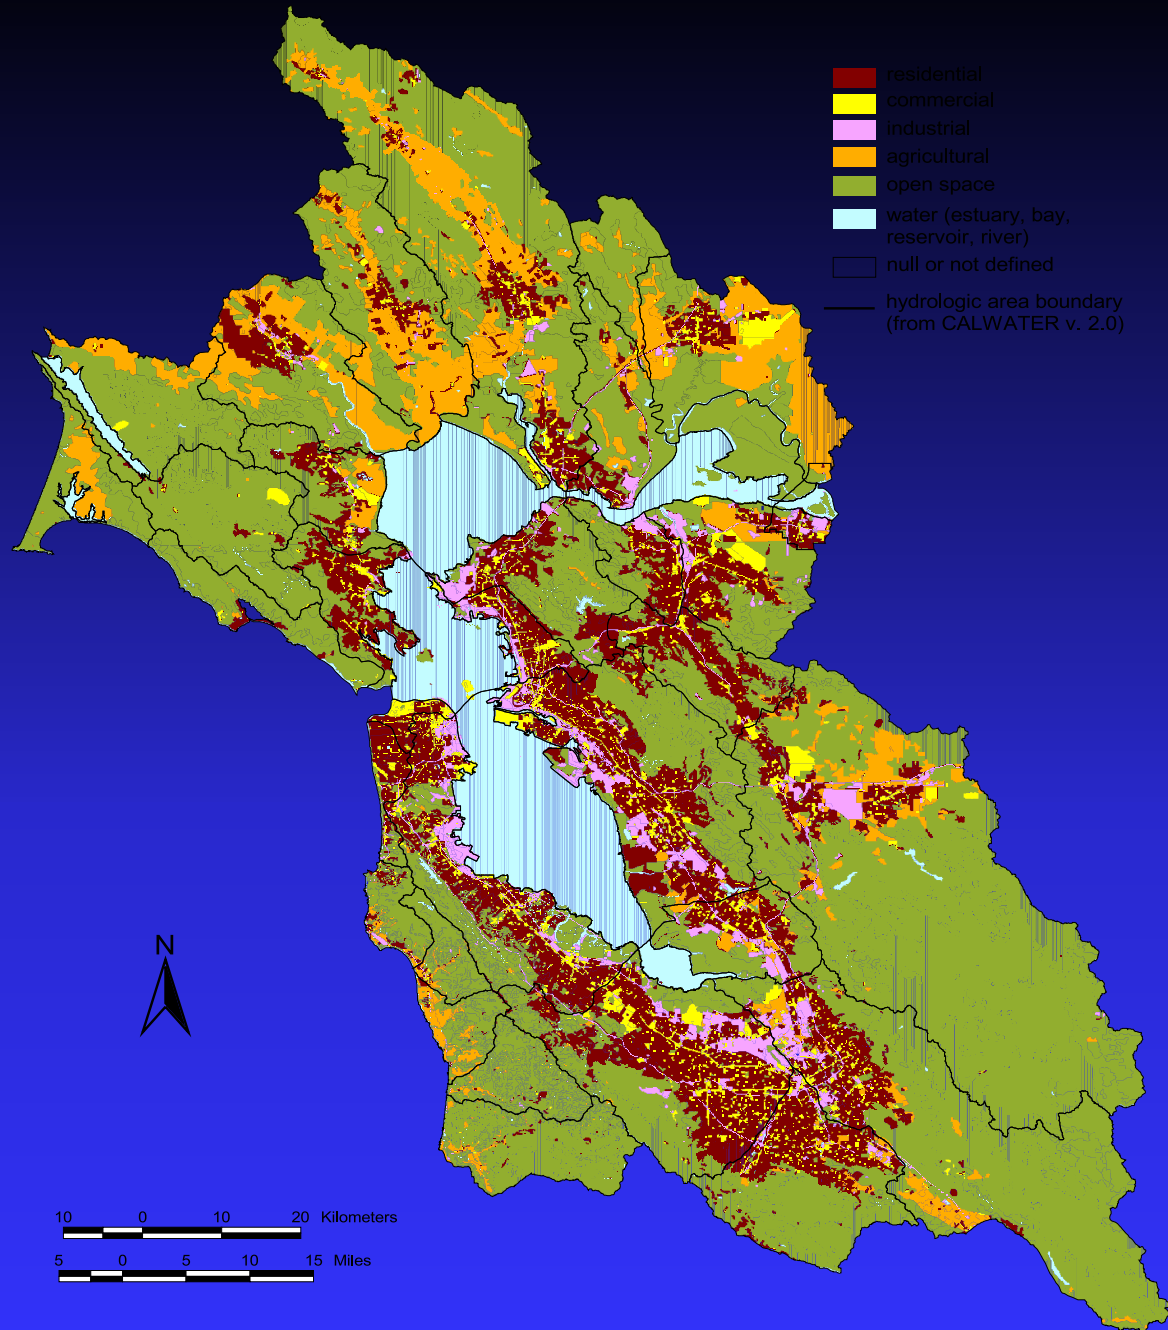 residential
commercial
industrial
agricultural
open space
water (estuary, bay,
reservoir, river)
null or not defined
hydrologic area boundary
(from CALWATER v. 2.0)
N
10 0 10 20 Kilometers
5 0 5 10 15 Miles